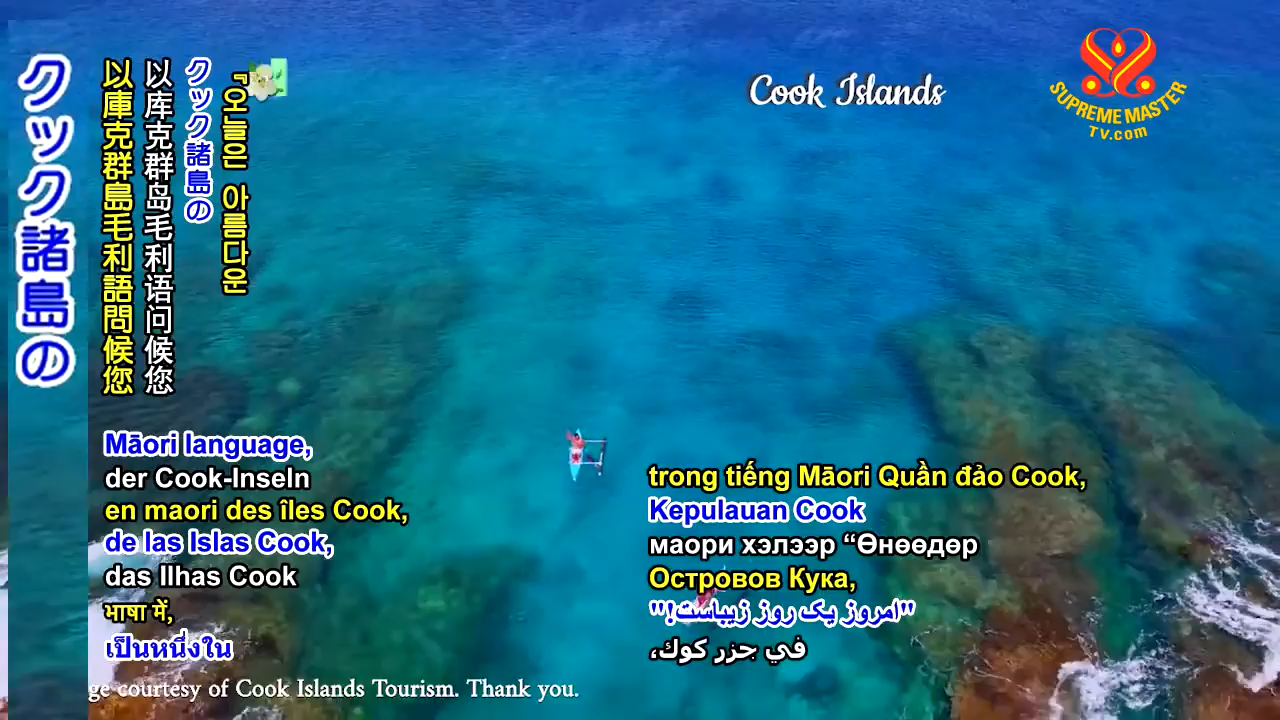 クック諸島の
以庫克群島毛利語問候您
以库克群岛毛利语问候您
クック諸島の
『오늘은 아름다운
Cook Islands
SUPREME MASTER
TV.com
Māori language,
der Cook-Inseln
en maori des îles Cook,
de las Islas Cook,
das Ilhas Cook
भाषा में,
เป็นหนึ่งใน
trong tiếng Māori Quần đảo Cook,
Kepulauan Cook
маори хэлээр “Өнөөдөр
Островов Кука,
"امروز یک روز زیباست!"
في جزر كوك،
ge courtesy of Cook Islands Tourism. Thank you.